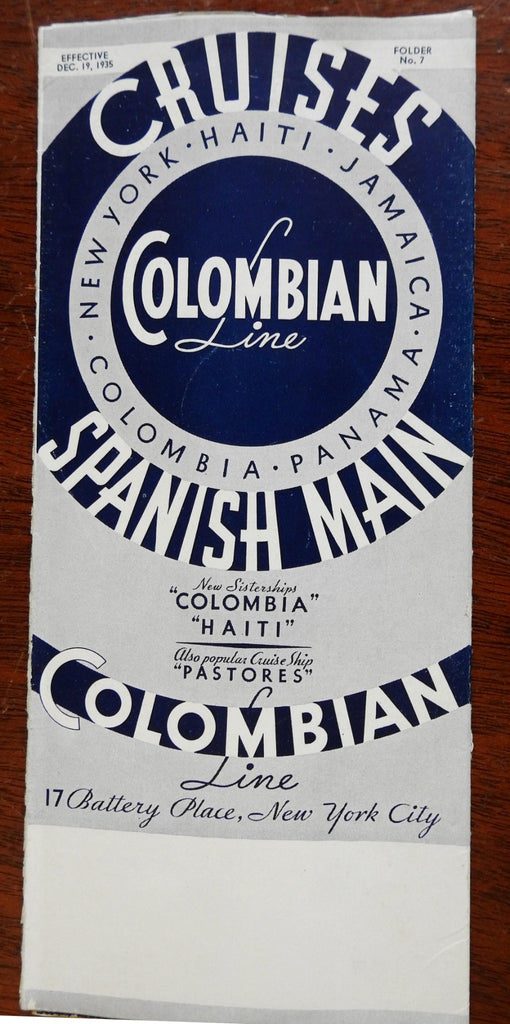 EFFECTIVE
DEC. 19, 1935
FOLDER
No. 7
CRUISES
NEW YORK · HAITI · JAMAICA · PANAMA · COLOMBIA ·
COLOMBIAN
Line
SPANISH MAIN
New Sisterships
"COLOMBIA"
"HAITI"
Also popular Cruise Ship
"PASTORES"
COLOMBIAN
Line
17 Battery Place, New York City